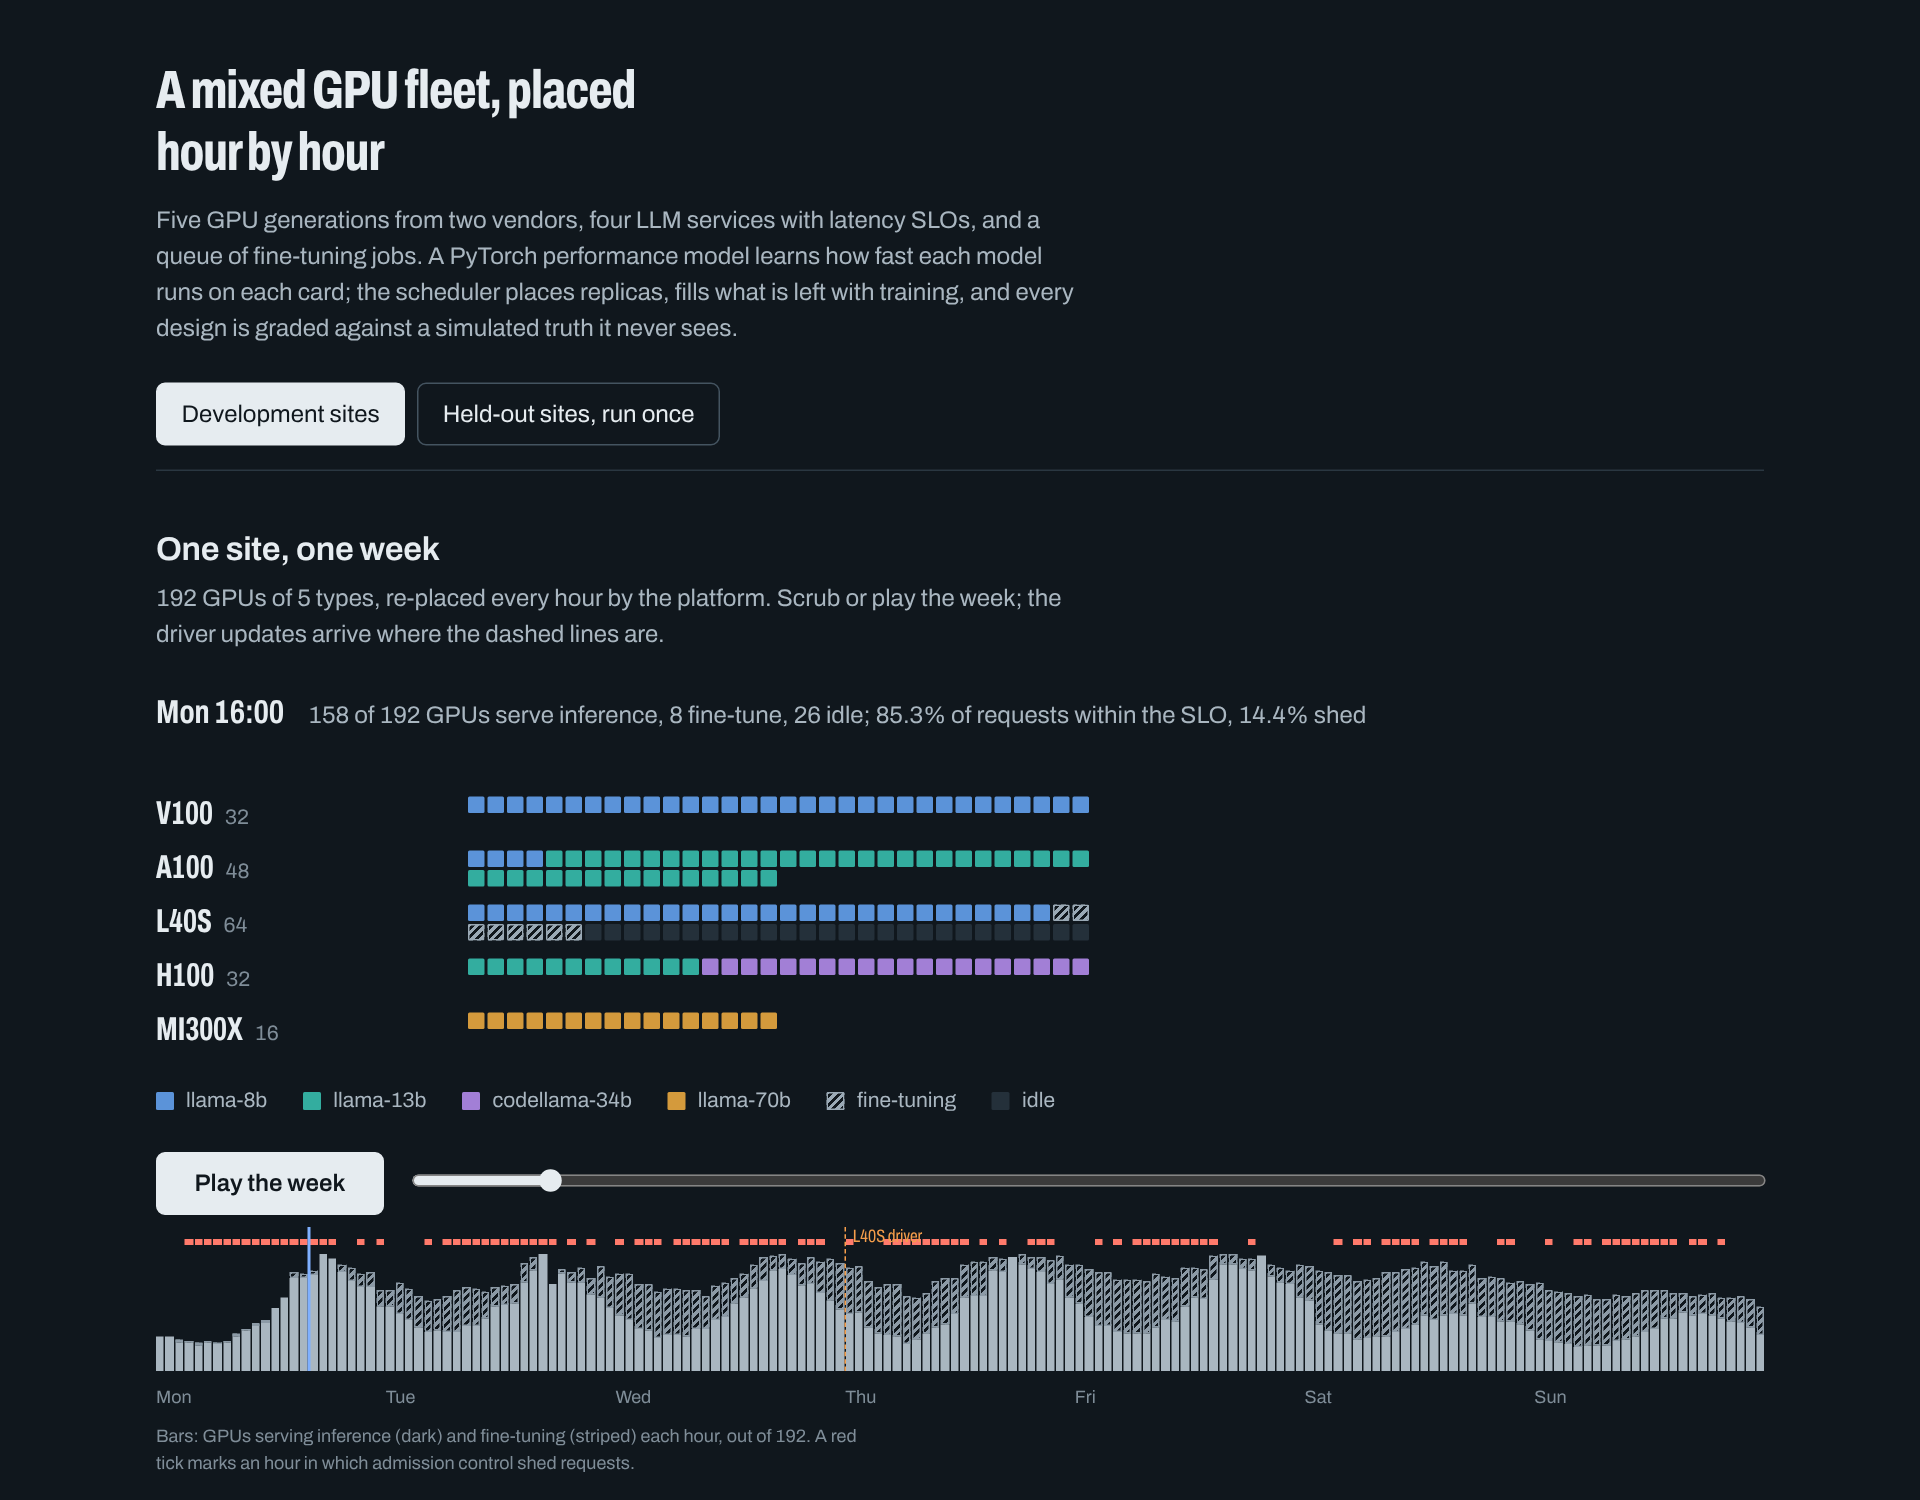 A mixed GPU fleet, placed
hour by hour
Five GPU generations from two vendors, four LLM services with latency SLOs, and a
queue of fine-tuning jobs. A PyTorch performance model learns how fast each model
runs on each card; the scheduler places replicas, fills what is left with training, and every
design is graded against a simulated truth it never sees.
Development sites
Held-out sites, run once
One site, one week
192 GPUs of 5 types, re-placed every hour by the platform. Scrub or play the week; the
driver updates arrive where the dashed lines are.
Mon 16:00 158 of 192 GPUs serve inference, 8 fine-tune, 26 idle; 85.3% of requests within the SLO, 14.4% shed
V100 32
A100 48
L40S 64
H100 32
MI300X 16
llama-8b llama-13b codellama-34b llama-70b fine-tuning idle
Play the week
L40S driver
Mon Tue Wed Thu Fri Sat Sun
Bars: GPUs serving inference (dark) and fine-tuning (striped) each hour, out of 192. A red
tick marks an hour in which admission control shed requests.